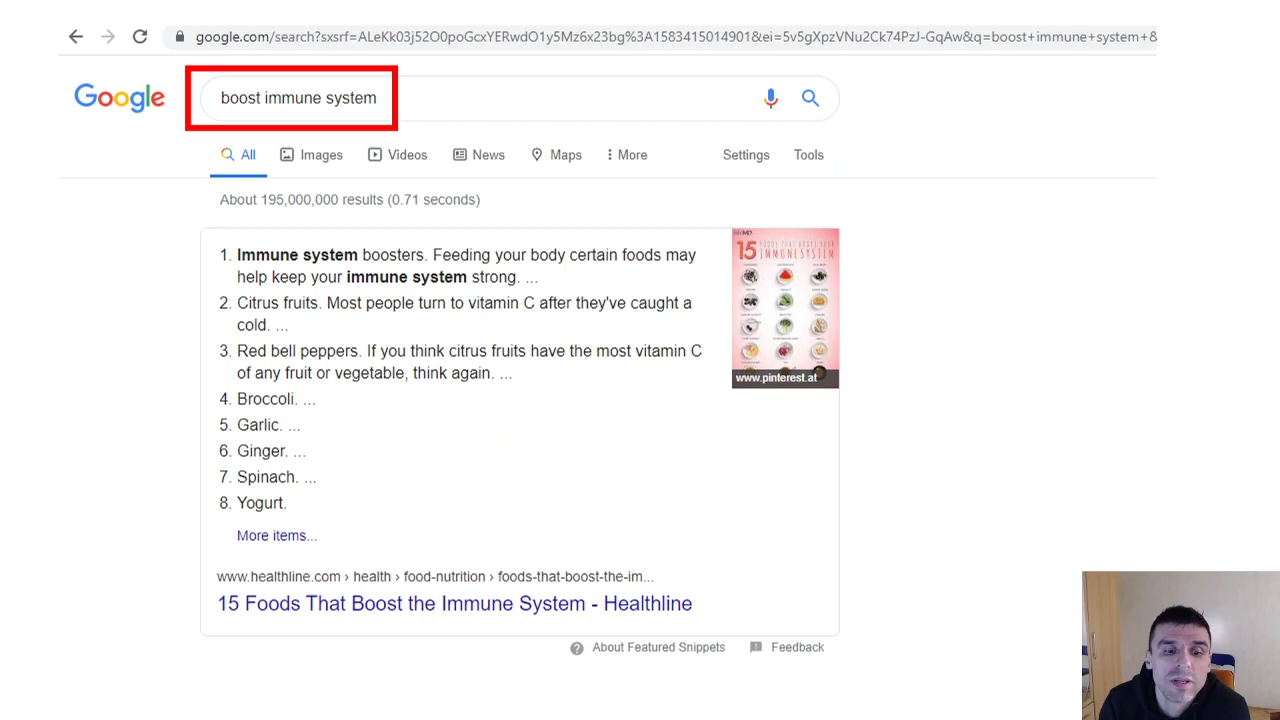 google.com/search?sxsrf=ALeKk03j52O0poGcxYERwdO1y5Mz6x23bg%3A1583415014901&ei=5v5gXpzVNu2Ck74PzJ-GqAw&q=boost+immune+system+&
Google
boost immune system
All Images Videos News Maps More Settings Tools
About 195,000,000 results (0.71 seconds)
1. Immune system boosters. Feeding your body certain foods may
help keep your immune system strong. ...
2. Citrus fruits. Most people turn to vitamin C after they've caught a
cold. ...
3. Red bell peppers. If you think citrus fruits have the most vitamin C
of any fruit or vegetable, think again. ...
4. Broccoli. ...
5. Garlic. ...
6. Ginger. ...
7. Spinach. ...
8. Yogurt.
More items...
15 FOODS THAT BOOST YOUR
IMMUNE SYSTEM
www.pinterest.at
www.healthline.com › health › food-nutrition › foods-that-boost-the-im...
15 Foods That Boost the Immune System - Healthline
About Featured Snippets Feedback